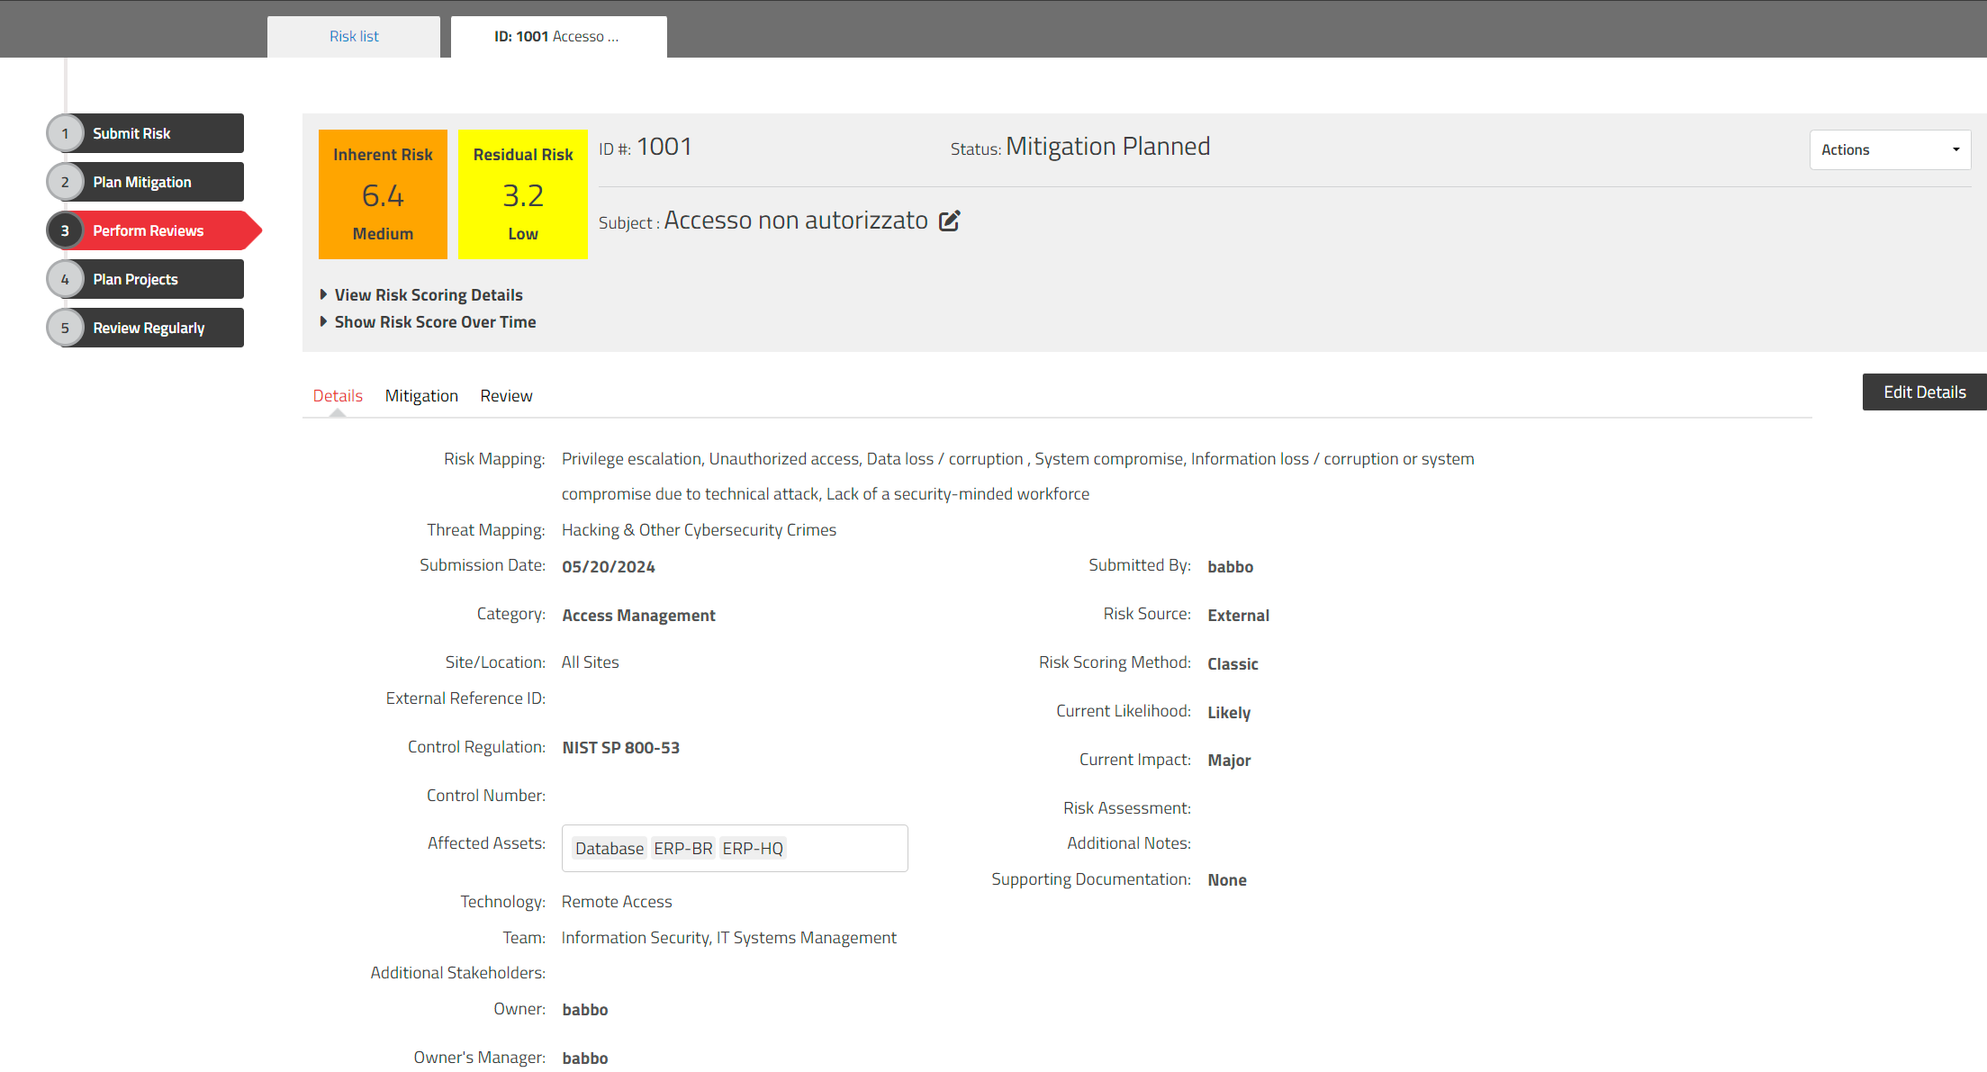 Risk list
ID: 1001 Accesso ...
1 Submit Risk
2 Plan Mitigation
3 Perform Reviews
4 Plan Projects
5 Review Regularly
Inherent Risk
6.4
Medium
Residual Risk
3.2
Low
ID #: 1001
Status: Mitigation Planned
Actions
Subject : Accesso non autorizzato
View Risk Scoring Details
Show Risk Score Over Time
Details Mitigation Review
Edit Details
Risk Mapping: Privilege escalation, Unauthorized access, Data loss / corruption , System compromise, Information loss / corruption or system
compromise due to technical attack, Lack of a security-minded workforce
Threat Mapping: Hacking & Other Cybersecurity Crimes
Submission Date: 05/20/2024
Category: Access Management
Site/Location: All Sites
External Reference ID:
Control Regulation: NIST SP 800-53
Control Number:
Affected Assets: Database ERP-BR ERP-HQ
Technology: Remote Access
Team: Information Security, IT Systems Management
Additional Stakeholders:
Owner: babbo
Owner's Manager: babbo
Submitted By: babbo
Risk Source: External
Risk Scoring Method: Classic
Current Likelihood: Likely
Current Impact: Major
Risk Assessment:
Additional Notes:
Supporting Documentation: None